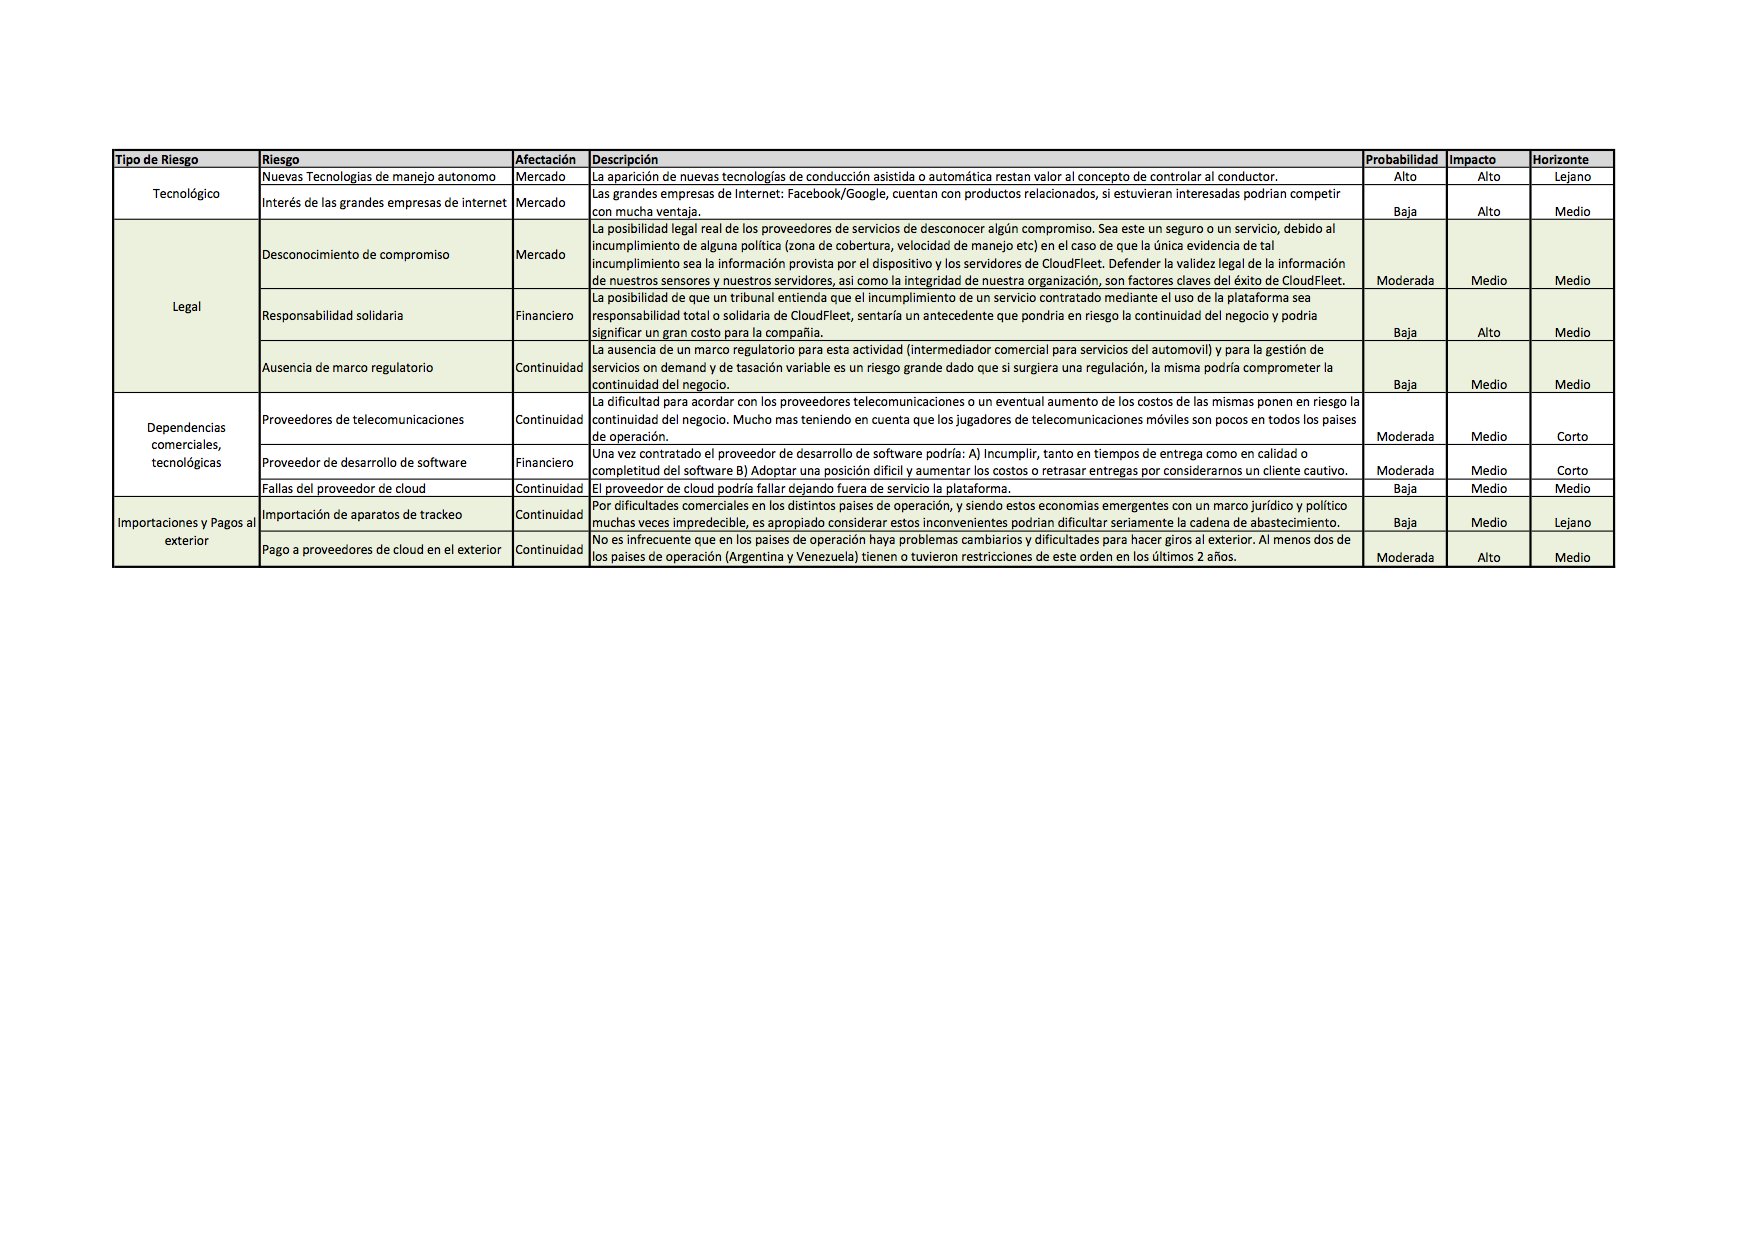 Tipo de Riesgo Riesgo Afectación Descripción Probabilidad Impacto Horizonte
Tecnológico
Nuevas Tecnologias de manejo autonomo Mercado La aparición de nuevas tecnologías de conducción asistida o automática restan valor al concepto de controlar al conductor. Alto Alto Lejano
Interés de las grandes empresas de internet Mercado Las grandes empresas de Internet: Facebook/Google, cuentan con productos relacionados, si estuvieran interesadas podrian competir
con mucha ventaja. Baja Alto Medio
Legal
Desconocimiento de compromiso Mercado La posibilidad legal real de los proveedores de servicios de desconocer algún compromiso. Sea este un seguro o un servicio, debido al
incumplimiento de alguna política (zona de cobertura, velocidad de manejo etc) en el caso de que la única evidencia de tal
incumplimiento sea la información provista por el dispositivo y los servidores de CloudFleet. Defender la validez legal de la información
de nuestros sensores y nuestros servidores, asi como la integridad de nuestra organización, son factores claves del éxito de CloudFleet. Moderada Medio Medio
Responsabilidad solidaria Financiero La posibilidad de que un tribunal entienda que el incumplimiento de un servicio contratado mediante el uso de la plataforma sea
responsabilidad total o solidaria de CloudFleet, sentaría un antecedente que pondria en riesgo la continuidad del negocio y podria
significar un gran costo para la compañia. Baja Alto Medio
Ausencia de marco regulatorio Continuidad La ausencia de un marco regulatorio para esta actividad (intermediador comercial para servicios del automovil) y para la gestión de
servicios on demand y de tasación variable es un riesgo grande dado que si surgiera una regulación, la misma podría comprometer la
continuidad del negocio. Baja Medio Medio
Dependencias
comerciales,
tecnológicas
Proveedores de telecomunicaciones Continuidad La dificultad para acordar con los proveedores telecomunicaciones o un eventual aumento de los costos de las mismas ponen en riesgo la
continuidad del negocio. Mucho mas teniendo en cuenta que los jugadores de telecomunicaciones móviles son pocos en todos los paises
de operación. Moderada Medio Corto
Proveedor de desarrollo de software Financiero Una vez contratado el proveedor de desarrollo de software podría: A) Incumplir, tanto en tiempos de entrega como en calidad o
completitud del software B) Adoptar una posición dificil y aumentar los costos o retrasar entregas por considerarnos un cliente cautivo. Moderada Medio Corto
Fallas del proveedor de cloud Continuidad El proveedor de cloud podría fallar dejando fuera de servicio la plataforma. Baja Medio Medio
Importaciones y Pagos al
exterior
Importación de aparatos de trackeo Continuidad Por dificultades comerciales en los distintos paises de operación, y siendo estos economias emergentes con un marco jurídico y político
muchas veces impredecible, es apropiado considerar estos inconvenientes podrian dificultar seriamente la cadena de abastecimiento. Baja Medio Lejano
Pago a proveedores de cloud en el exterior Continuidad No es infrecuente que en los paises de operación haya problemas cambiarios y dificultades para hacer giros al exterior. Al menos dos de
los paises de operación (Argentina y Venezuela) tienen o tuvieron restricciones de este orden en los últimos 2 años. Moderada Alto Medio